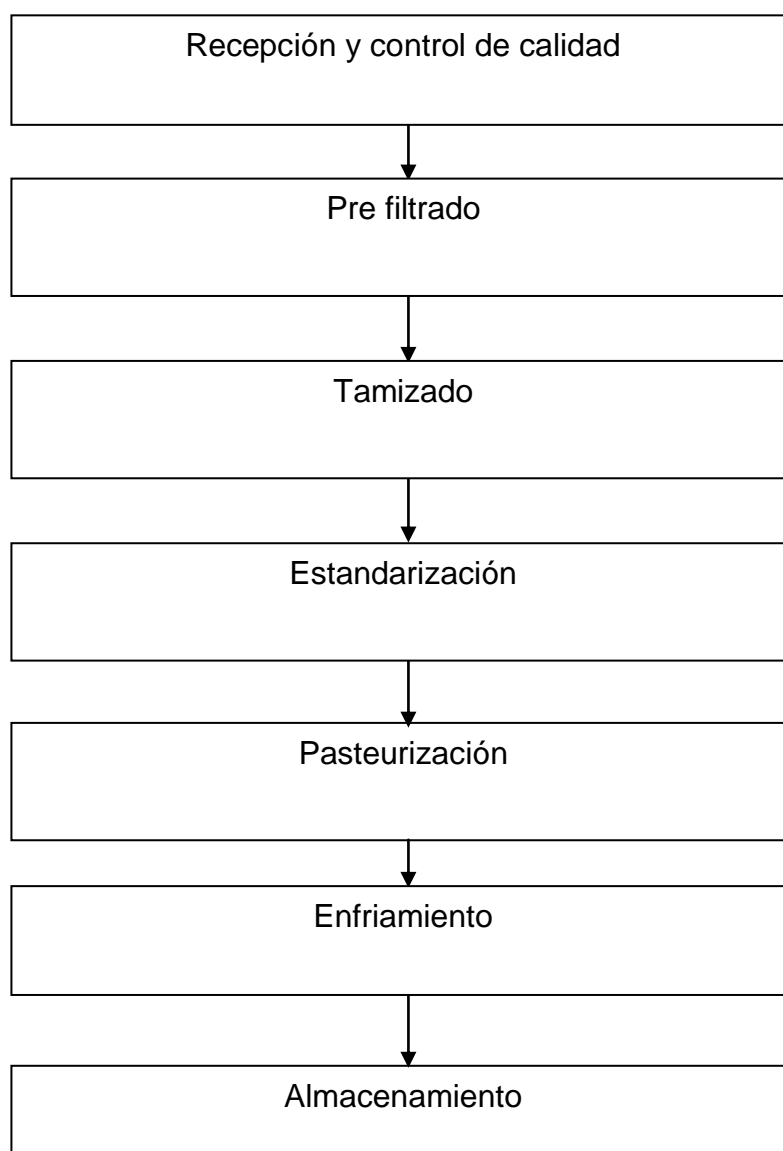 Recepción y control de calidad
Pre filtrado
Tamizado
Estandarización
Pasteurización
Enfriamiento
Almacenamiento